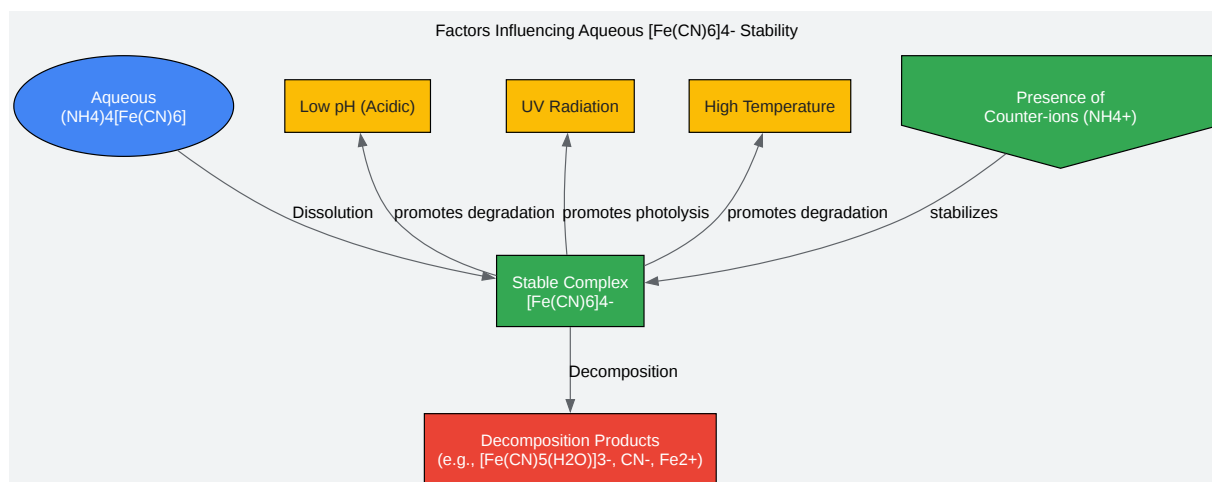 Factors Influencing Aqueous [Fe(CN)6]4- Stability
Aqueous
(NH4)4[Fe(CN)6]
Low pH (Acidic)
UV Radiation
High Temperature
Presence of
Counter-ions (NH4+)
Dissolution
promotes degradation
promotes photolysis
promotes degradation
stabilizes
Stable Complex
[Fe(CN)6]4-
Decomposition
Decomposition Products
(e.g., [Fe(CN)5(H2O)]3-, CN-, Fe2+)